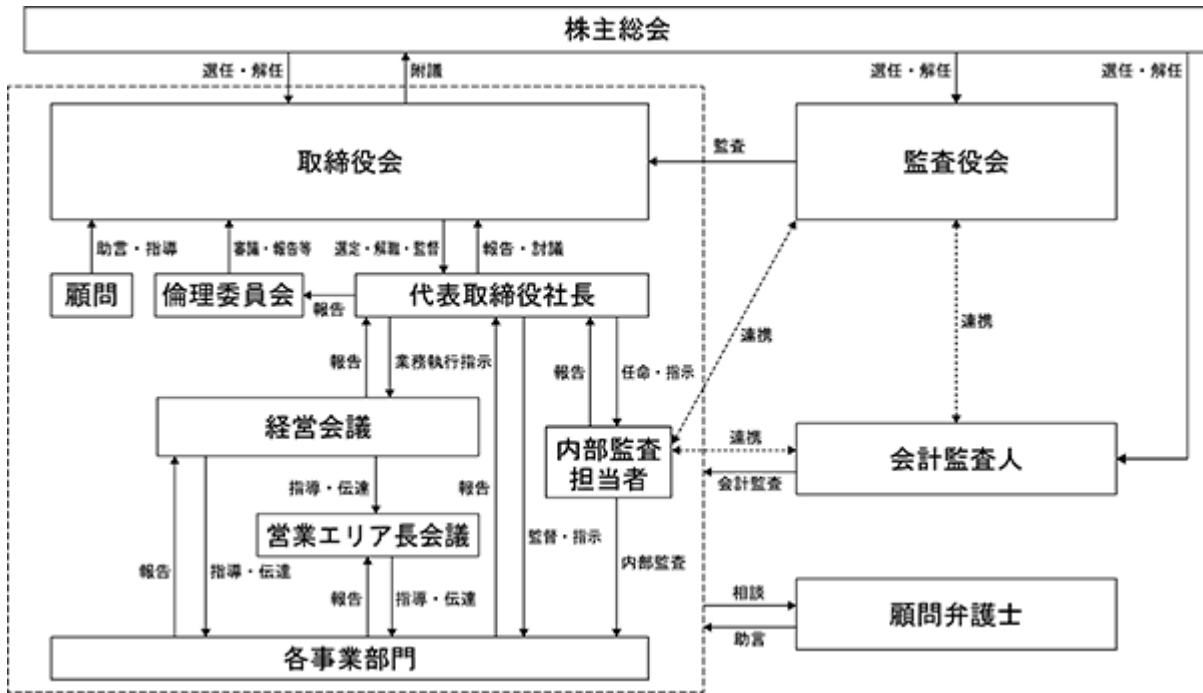 株主総会
選任・解任
附議
選任・解任
選任・解任
取締役会
監査
監査役会
助言・指導
審議・報告等
選定・解職・監督
報告・討議
顧問
倫理委員会
報告
代表取締役社長
連携
連携
報告
業務執行指示
報告
任命・指示
経営会議
内部監査
担当者
連携
会計監査
会計監査人
指導・伝達
報告
営業エリア長会議
監督・指示
内部監査
報告
指導・伝達
報告
指導・伝達
相談
助言
顧問弁護士
各事業部門